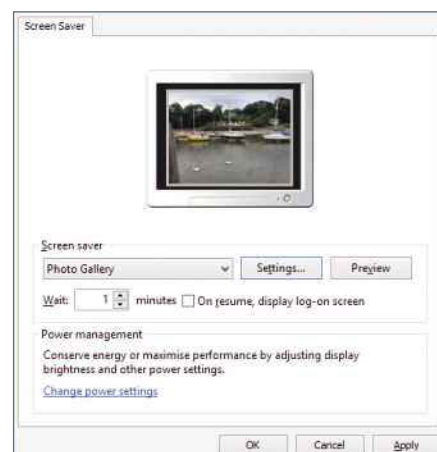 Screen Saver
Screen saver
Photo Gallery Settings... Preview
Wait: 1 minutes On resume, display log-on screen
Power management
Conserve energy or maximise performance by adjusting display
brightness and other power settings.
Change power settings
OK Cancel Apply